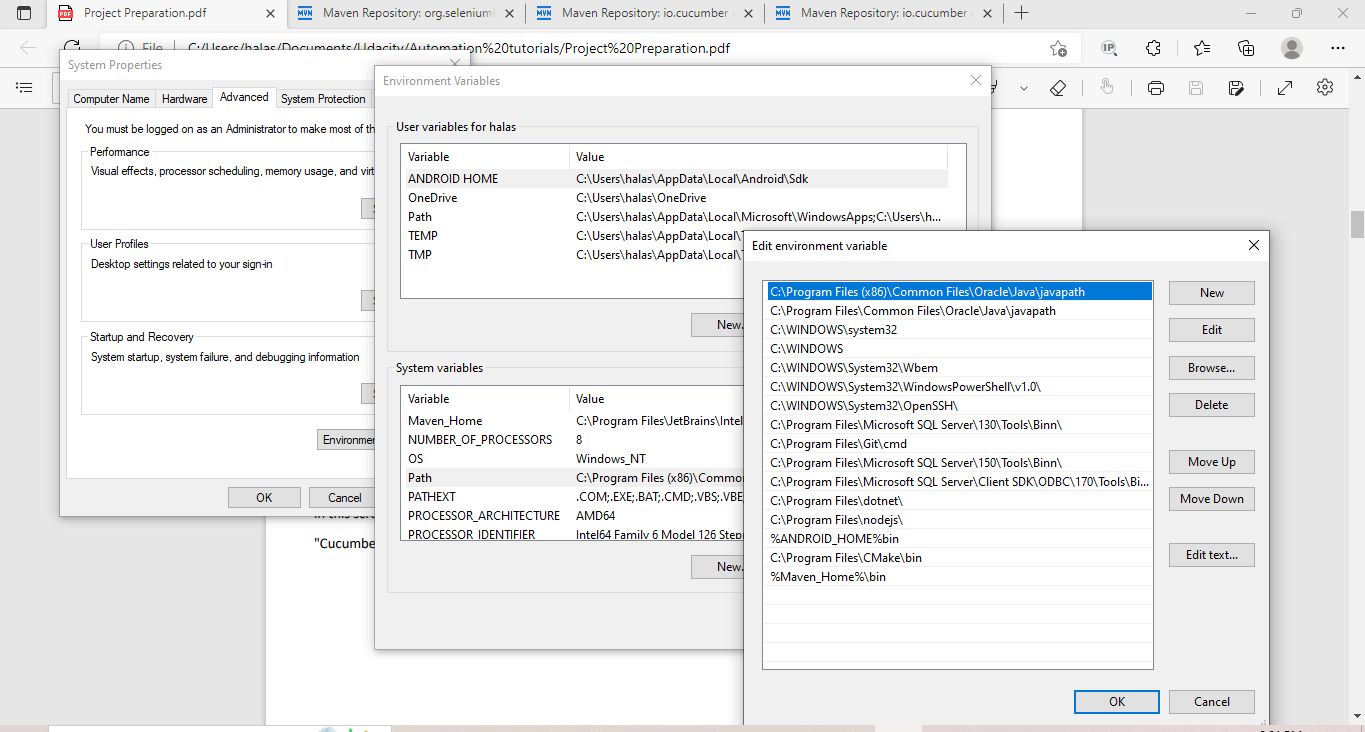 Project Preparation.pdf
Maven Repository: org.selenium
Maven Repository: io.cucumber
Maven Repository: io.cucumber
File
C:/Users/halas/Documents/Udacity/Automation%20tutorials/Project%20Preparation.pdf
System Properties
Computer Name
Hardware
Advanced
System Protection
You must be logged on as an Administrator to make most of th
Performance
Visual effects, processor scheduling, memory usage, and virt
User Profiles
Desktop settings related to your sign-in
Startup and Recovery
System startup, system failure, and debugging information
Environmen
OK
Cancel
"Cucumbe
Environment Variables
User variables for halas
Variable Value
ANDROID HOME C:\Users\halas\AppData\Local\Android\Sdk
OneDrive C:\Users\halas\OneDrive
Path C:\Users\halas\AppData\Local\Microsoft\WindowsApps;C:\Users\h...
TEMP C:\Users\halas\AppData\Local\
TMP C:\Users\halas\AppData\Local\
New.
System variables
Variable Value
Maven_Home C:\Program Files\JetBrains\Intel
NUMBER_OF_PROCESSORS 8
OS Windows_NT
Path C:\Program Files (x86)\Commo
PATHEXT .COM;.EXE;.BAT;.CMD;.VBS;.VBE
PROCESSOR_ARCHITECTURE AMD64
PROCESSOR IDENTIFIER Intel64 Family 6 Model 126 Step
New.
Edit environment variable
C:\Program Files (x86)\Common Files\Oracle\Java\javapath
C:\Program Files\Common Files\Oracle\Java\javapath
C:\WINDOWS\system32
C:\WINDOWS
C:\WINDOWS\System32\Wbem
C:\WINDOWS\System32\WindowsPowerShell\v1.0\
C:\WINDOWS\System32\OpenSSH\
C:\Program Files\Microsoft SQL Server\130\Tools\Binn\
C:\Program Files\Git\cmd
C:\Program Files\Microsoft SQL Server\150\Tools\Binn\
C:\Program Files\Microsoft SQL Server\Client SDK\ODBC\170\Tools\Bi...
C:\Program Files\dotnet\
C:\Program Files\nodejs\
%ANDROID_HOME%bin
C:\Program Files\CMake\bin
%Maven_Home%\bin
New
Edit
Browse...
Delete
Move Up
Move Down
Edit text...
OK
Cancel